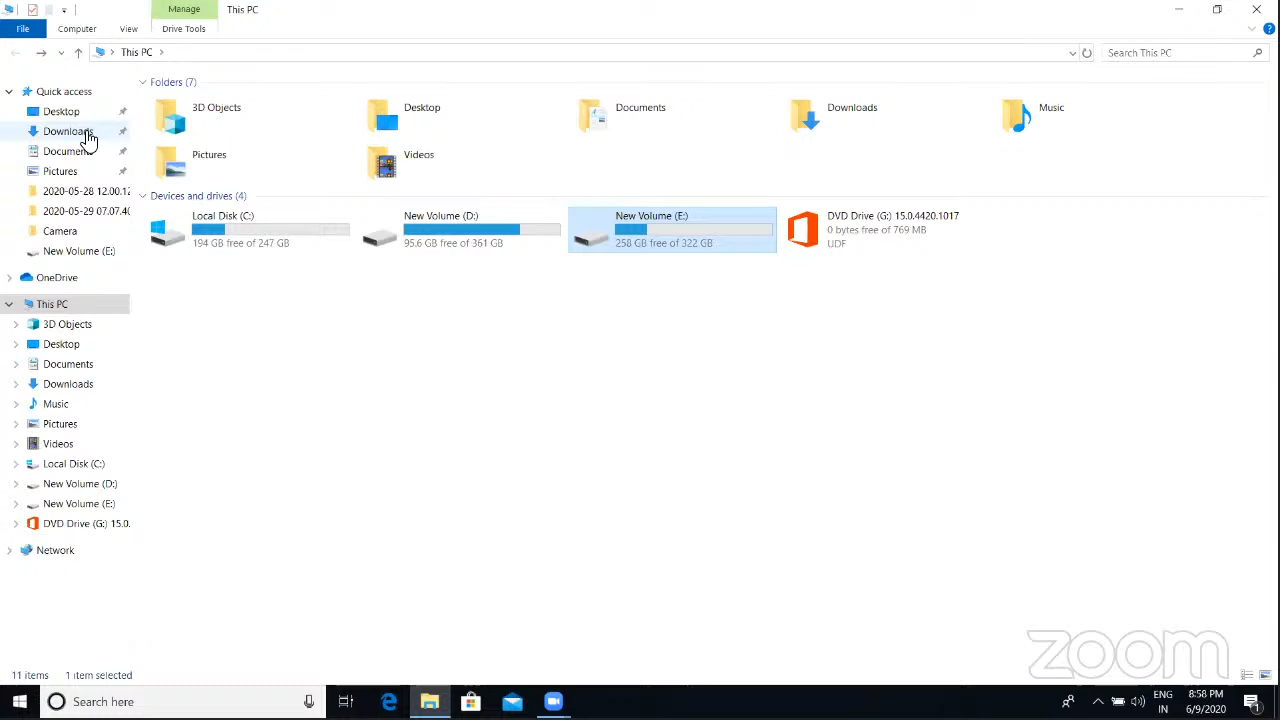 Manage
This PC
File
Computer
View
Drive Tools
This PC
Search This PC
Quick access
Desktop
Downloads
Documents
Pictures
2020-05-28 12.00.12
2020-05-29 07.07.40
Camera
New Volume (E:)
OneDrive
This PC
3D Objects
Desktop
Documents
Downloads
Music
Pictures
Videos
Local Disk (C:)
New Volume (D:)
New Volume (E:)
DVD Drive (G:) 15.0.
Network
Folders (7)
3D Objects
Desktop
Documents
Downloads
Music
Pictures
Videos
Devices and drives (4)
Local Disk (C:)
194 GB free of 247 GB
New Volume (D:)
95.6 GB free of 361 GB
New Volume (E:)
258 GB free of 322 GB
DVD Drive (G:) 15.0.4420.1017
0 bytes free of 769 MB
UDF
zoom
11 items
1 item selected
Search here
ENG
IN
8:58 PM
6/9/2020